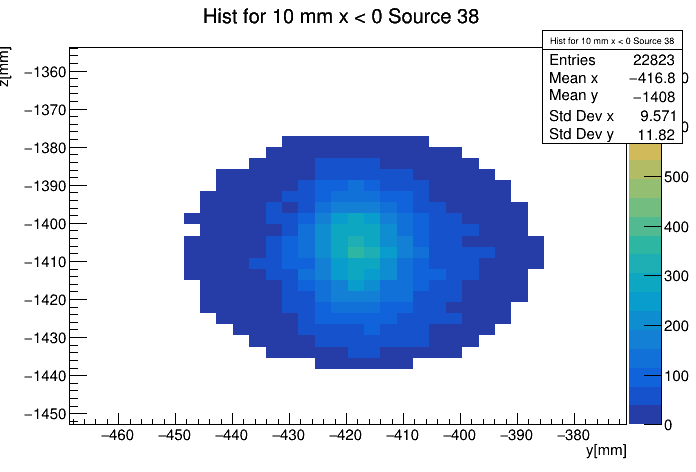 Hist for 10 mm x < 0 Source 38
z[mm]
Hist for 10 mm x < 0 Source 38
Entries 22823
Mean x −416.8
Mean y −1408
Std Dev x 9.571
Std Dev y 11.82
−1360
−1370
−1380
−1390
−1400
−1410
−1420
−1430
−1440
−1450
500
400
300
200
100
0
−460 −450 −440 −430 −420 −410 −400 −390 −380
y[mm]